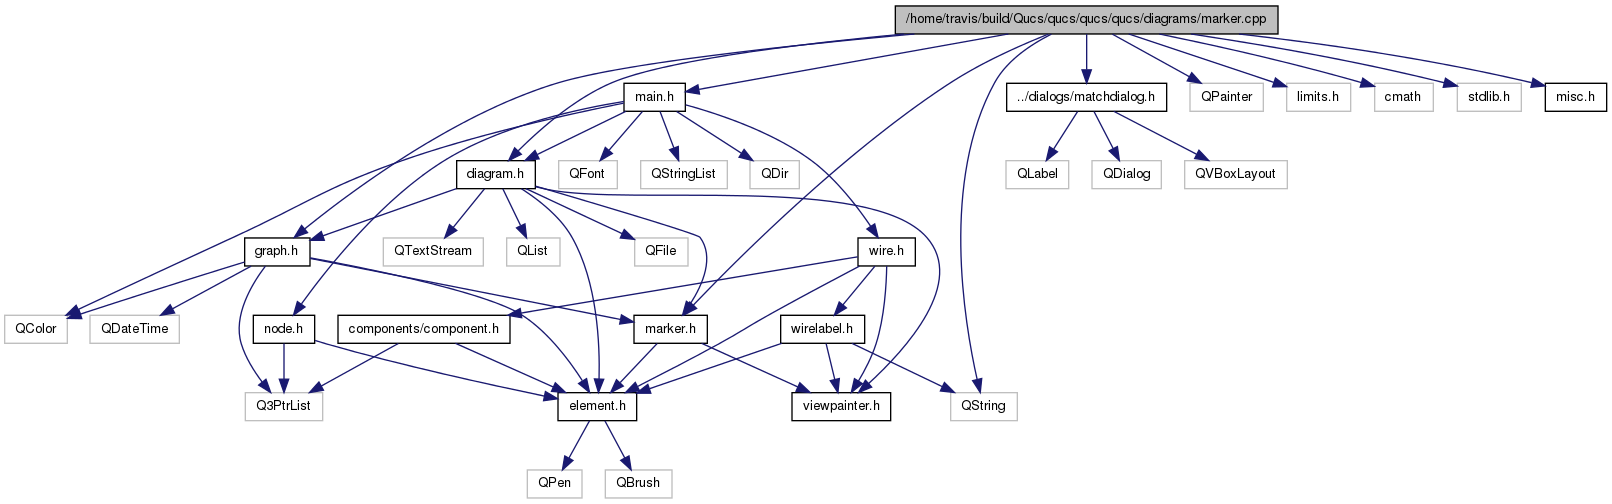 /home/travis/build/Qucs/qucs/qucs/qucs/diagrams/marker.cpp
main.h
../dialogs/matchdialog.h
QPainter
limits.h
cmath
stdlib.h
misc.h
diagram.h
QFont
QStringList
QDir
QLabel
QDialog
QVBoxLayout
graph.h
QTextStream
QList
QFile
wire.h
QColor
QDateTime
node.h
components/component.h
marker.h
wirelabel.h
Q3PtrList
element.h
viewpainter.h
QString
QPen
QBrush